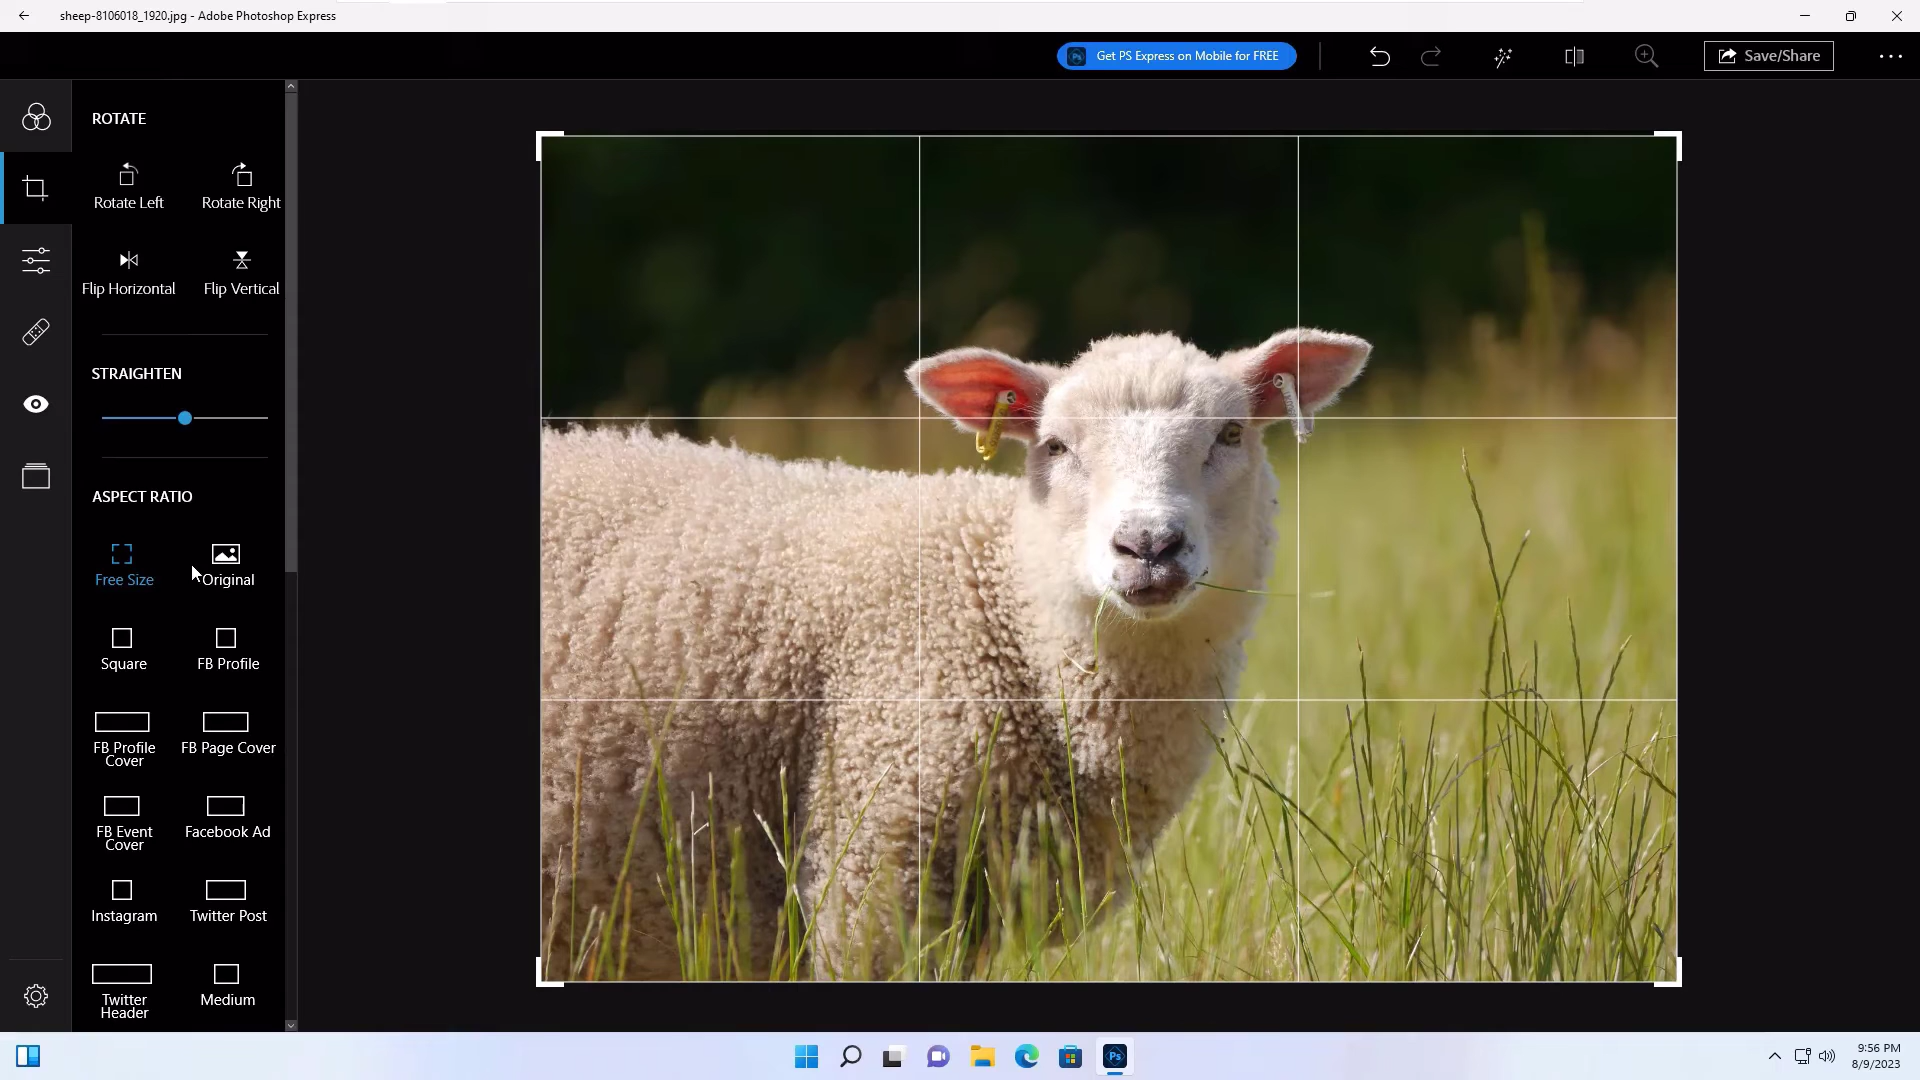 sheep-8106018_1920.jpg - Adobe Photoshop Express
Ps Get PS Express on Mobile for FREE
Save/Share
ROTATE
Rotate Left
Rotate Right
Flip Horizontal
Flip Vertical
STRAIGHTEN
ASPECT RATIO
Free Size
Original
Square
FB Profile
FB Profile
Cover
FB Page Cover
FB Event
Cover
Facebook Ad
Instagram
Twitter Post
Twitter
Header
Medium
Ps
9:56 PM
8/9/2023